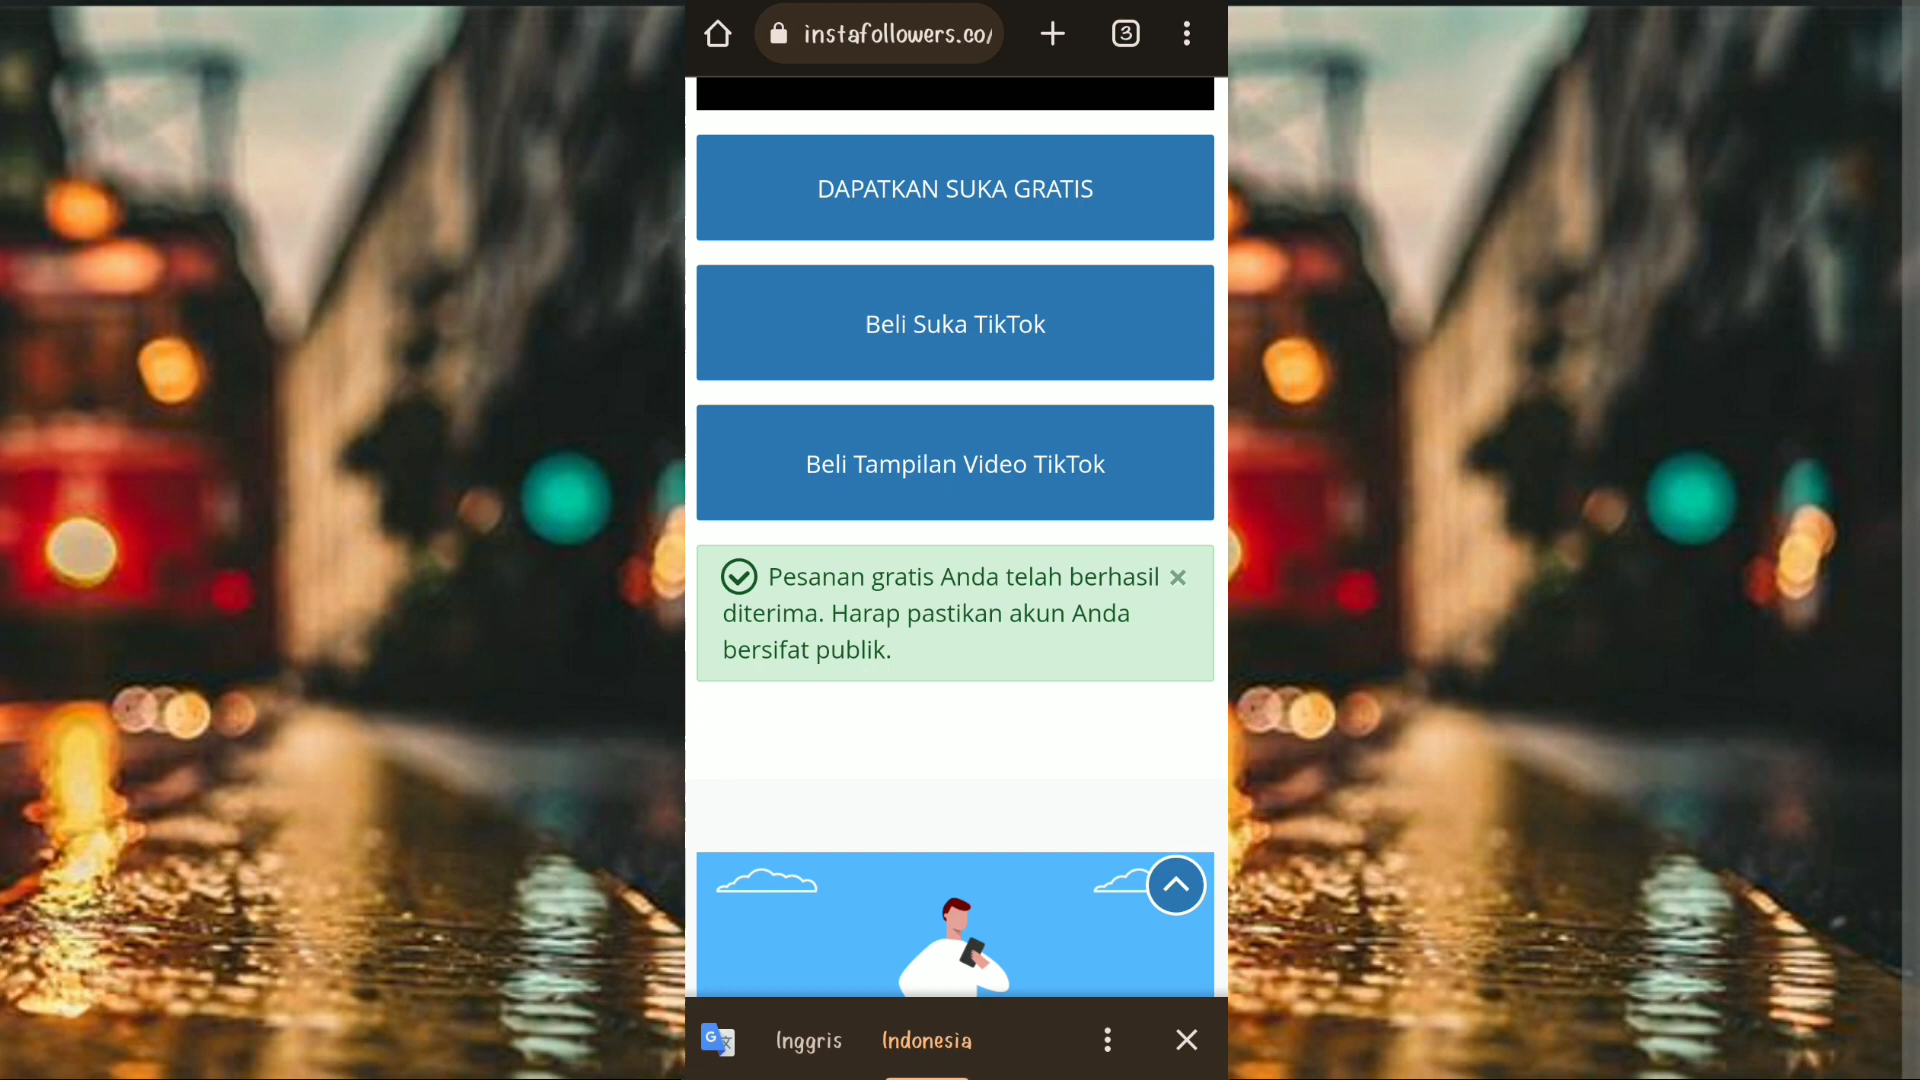 instafollowers.co/
3
DAPATKAN SUKA GRATIS
Beli Suka TikTok
Beli Tampilan Video TikTok
Pesanan gratis Anda telah berhasil
diterima. Harap pastikan akun Anda
bersifat publik.
G 文
Inggris Indonesia